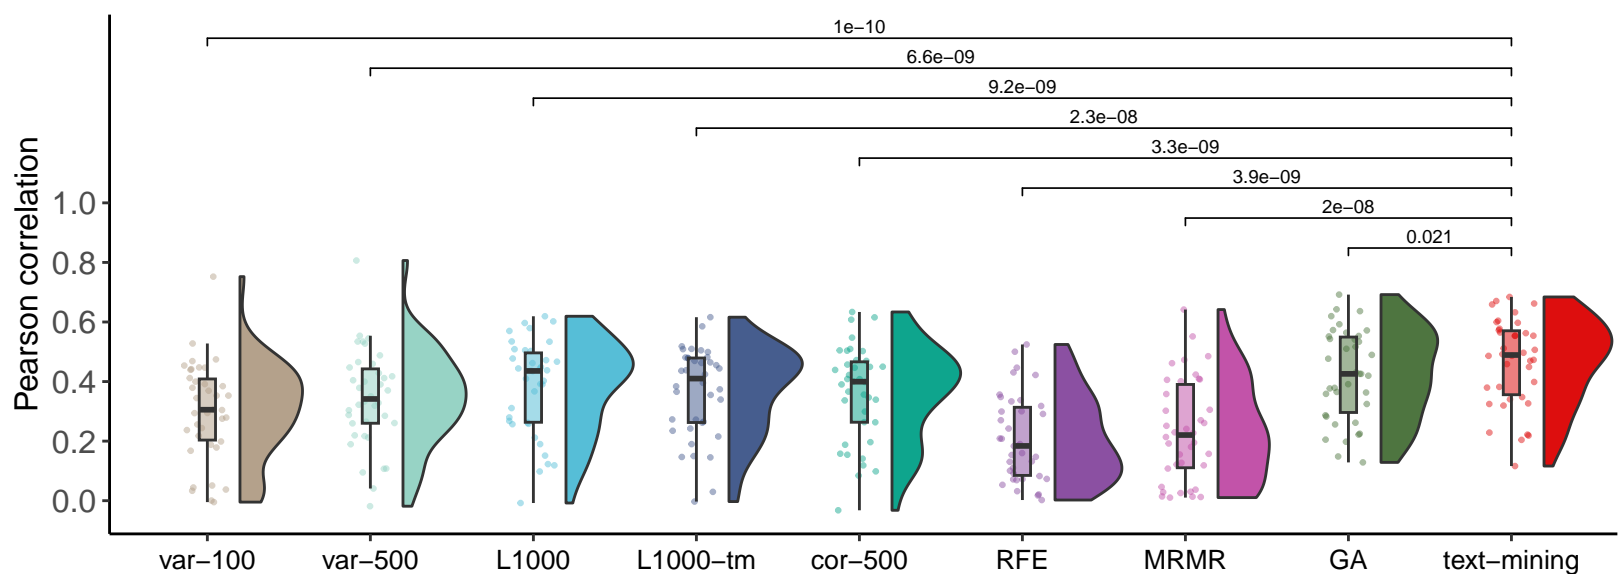 1e−10
6.6e−09
9.2e−09
2.3e−08
3.3e−09
3.9e−09
2e−08
0.021
Pearson correlation
1.0
0.8
0.6
0.4
0.2
0.0
var−100 var−500 L1000 L1000−tm cor−500 RFE MRMR GA text−mining